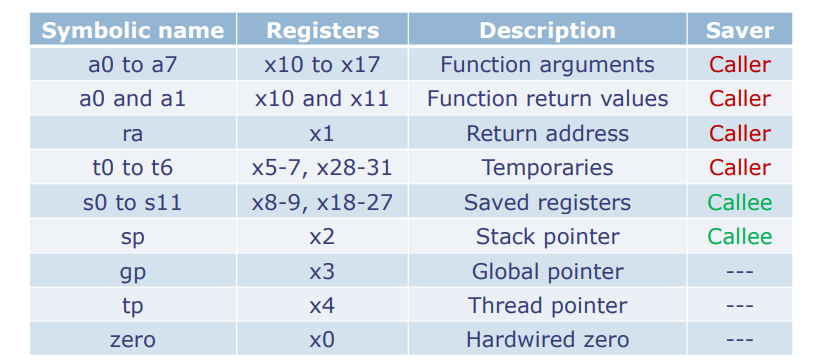 Symbolic name Registers Description Saver
a0 to a7 x10 to x17 Function arguments Caller
a0 and a1 x10 and x11 Function return values Caller
ra x1 Return address Caller
t0 to t6 x5-7, x28-31 Temporaries Caller
s0 to s11 x8-9, x18-27 Saved registers Callee
sp x2 Stack pointer Callee
gp x3 Global pointer ---
tp x4 Thread pointer ---
zero x0 Hardwired zero ---